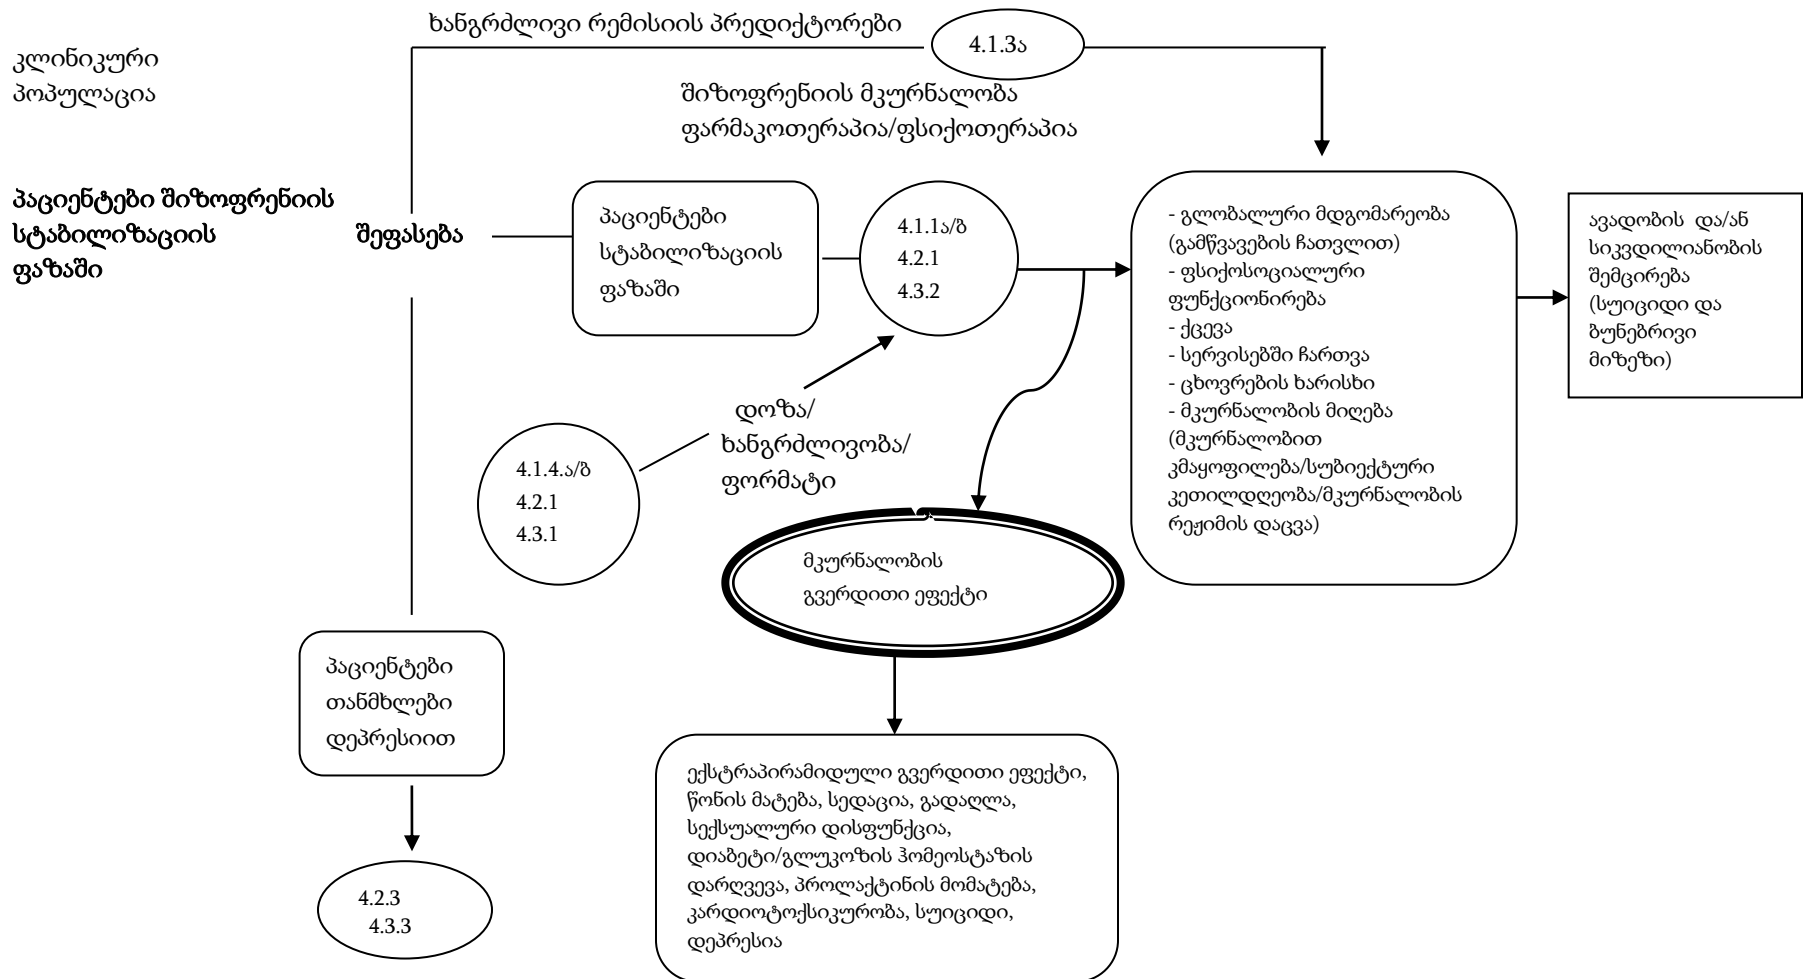 ხანგრძლივი რემისიის პრედიქტორები
4.1.3ა
კლინიკური
პოპულაცია
შიზოფრენიის მკურნალობა
ფარმაკოთერაპია/ფსიქოთერაპია
პაციენტები შიზოფრენიის
სტაბილიზაციის
ფაზაში
შეფასება
პაციენტები
სტაბილიზაციის
ფაზაში
4.1.1ა/ბ
4.2.1
4.3.2
- გლობალური მდგომარეობა
(გამწვავების ჩათვლით)
- ფსიქოსოციალური
ფუნქციონირება
- ქცევა
- სერვისებში ჩართვა
- ცხოვრების ხარისხი
- მკურნალობის მიღება
(მკურნალობით
კმაყოფილება/სუბიექტური
კეთილდღეობა/მკურნალობის
რეჟიმის დაცვა)
ავადობის და/ან
სიკვდილიანობის
შემცირება
(სუიციდი და
ბუნებრივი
მიზეზი)
დოზა/
ხანგრძლივობა/
ფორმატი
4.1.4.ა/ბ
4.2.1
4.3.1
მკურნალობის
გვერდითი ეფექტი
პაციენტები
თანმხლები
დეპრესიით
4.2.3
4.3.3
ექსტრაპირამიდული გვერდითი ეფექტი,
წონის მატება, სედაცია, გადაღლა,
სექსუალური დისფუნქცია,
დიაბეტი/გლუკოზის ჰომეოსტაზის
დარღვევა, პროლაქტინის მომატება,
კარდიოტოქსიკურობა, სუიციდი,
დეპრესია